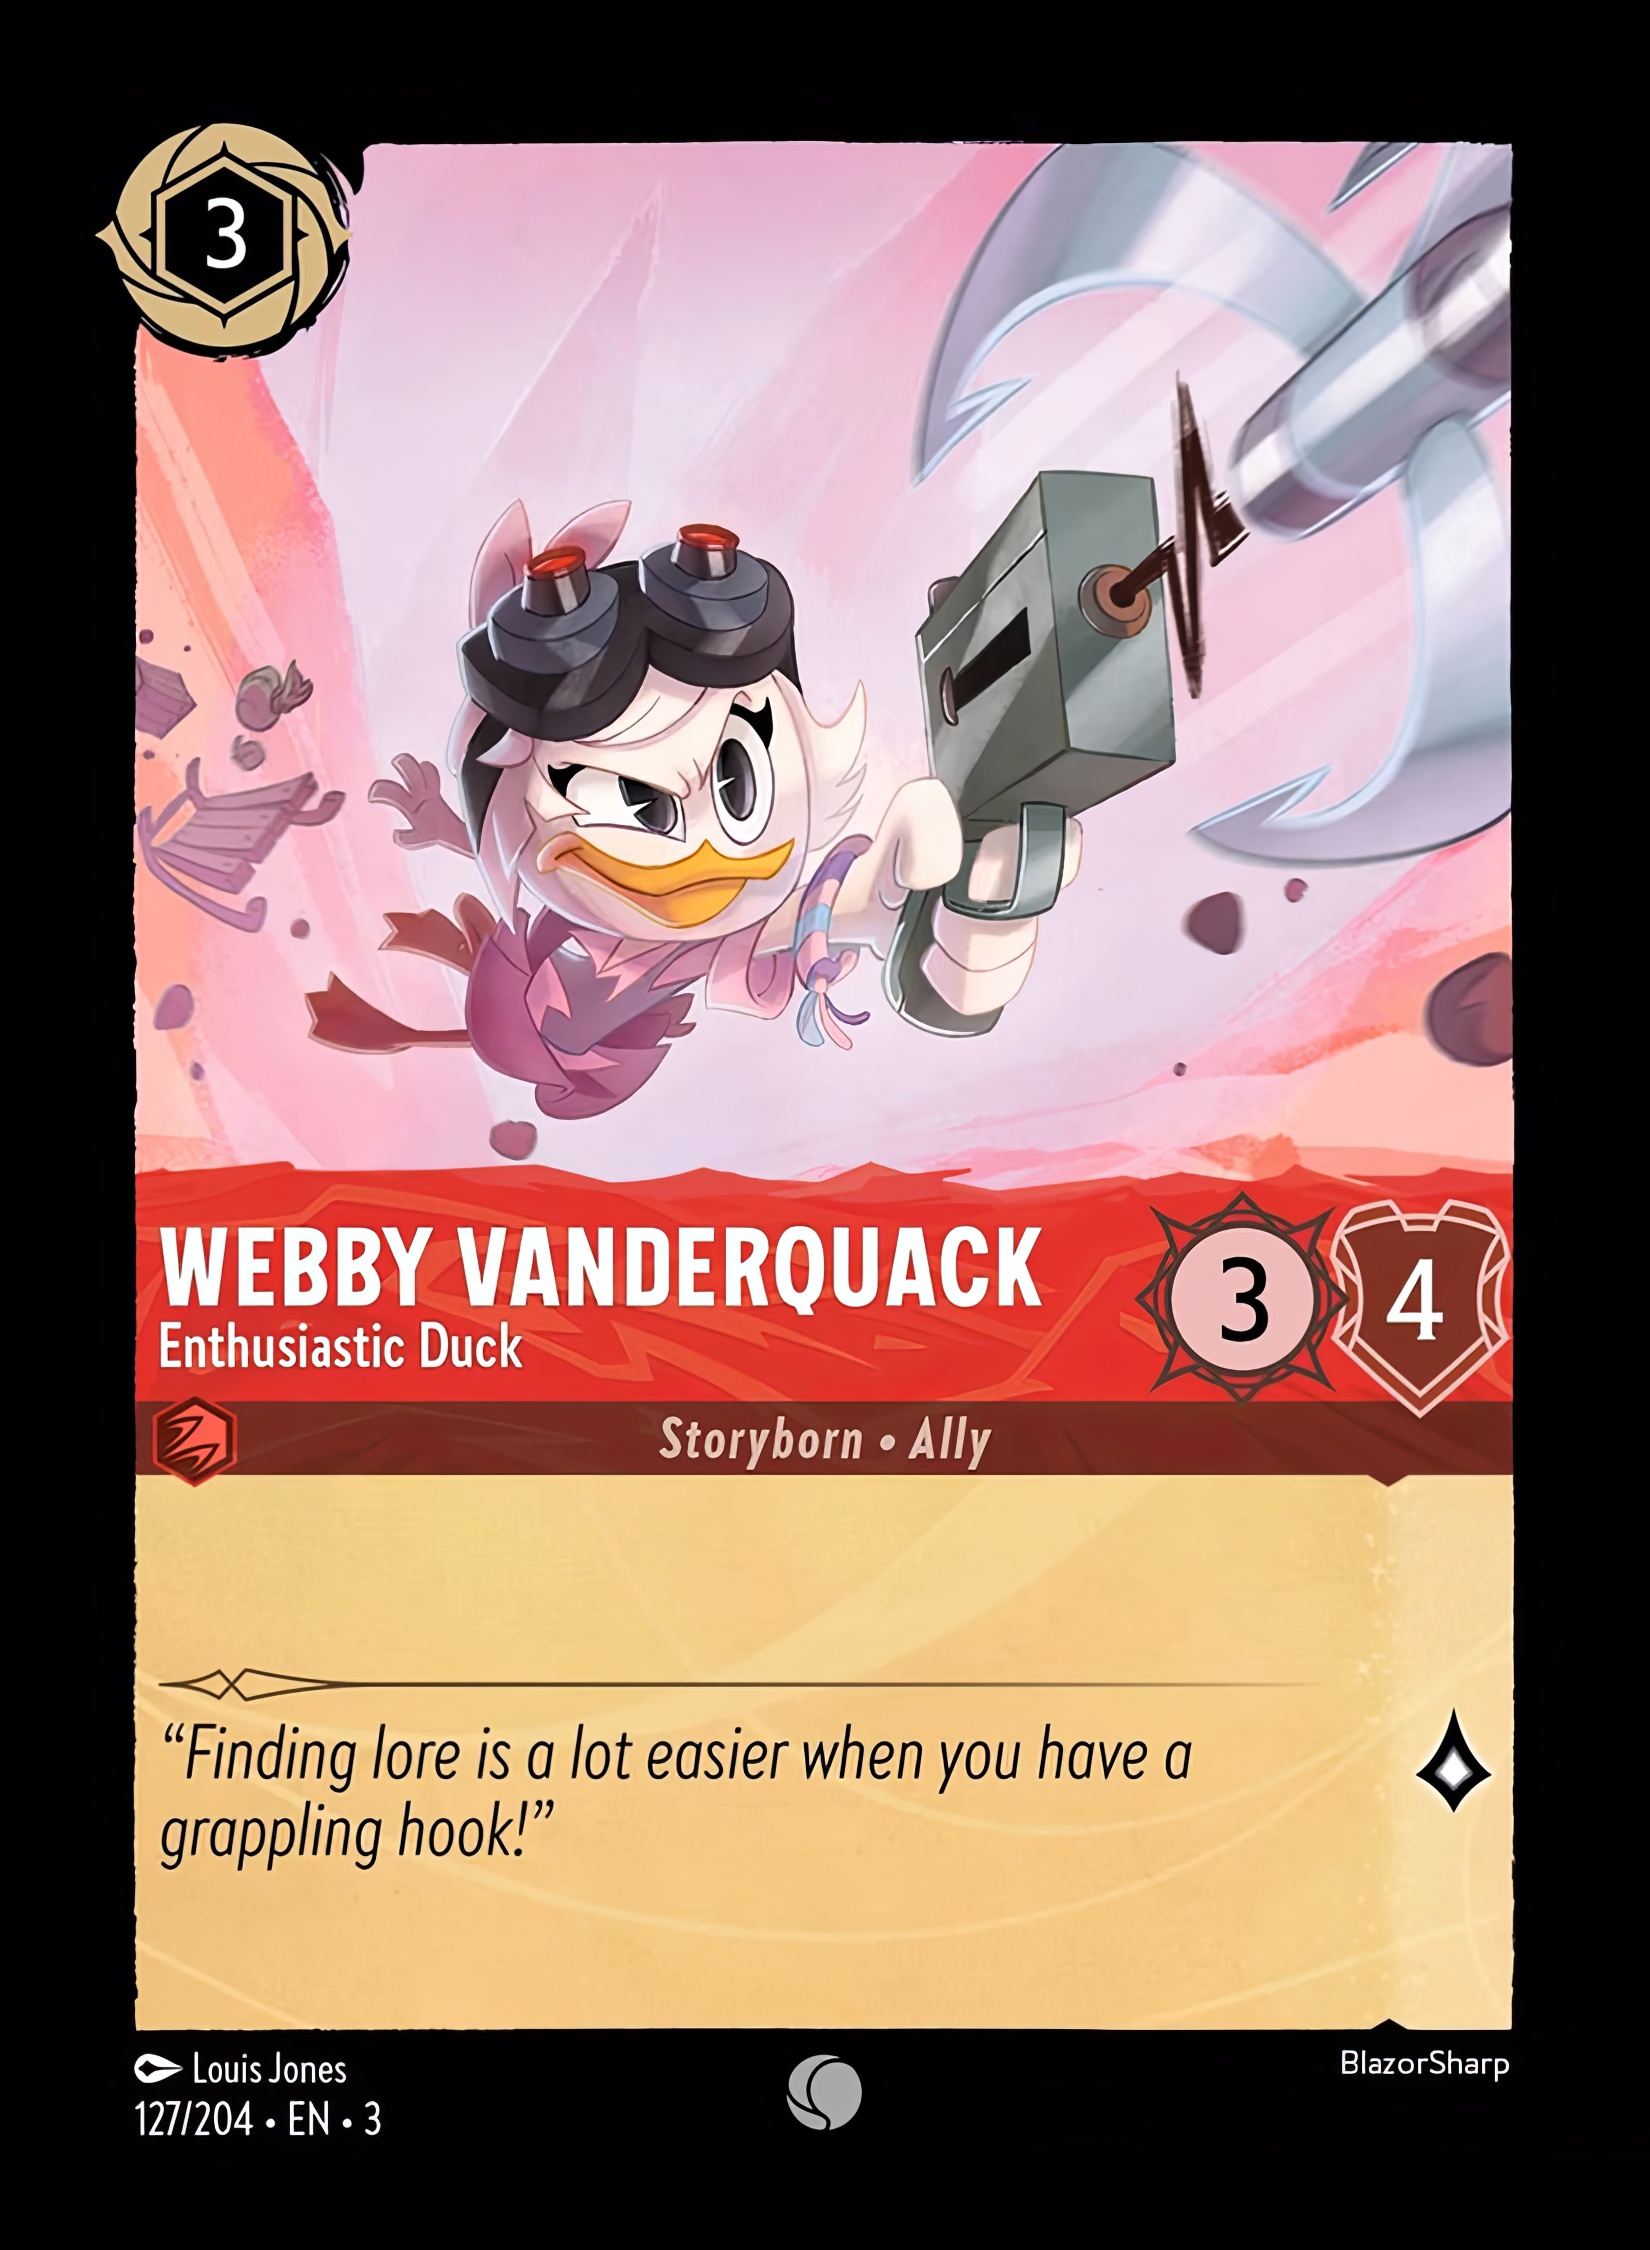 3
WEBBY VANDERQUACK
Enthusiastic Duck
3
4
Storyborn • Ally
“Finding lore is a lot easier when you have a
grappling hook!”
Louis Jones
BlazorSharp
127/204 • EN • 3